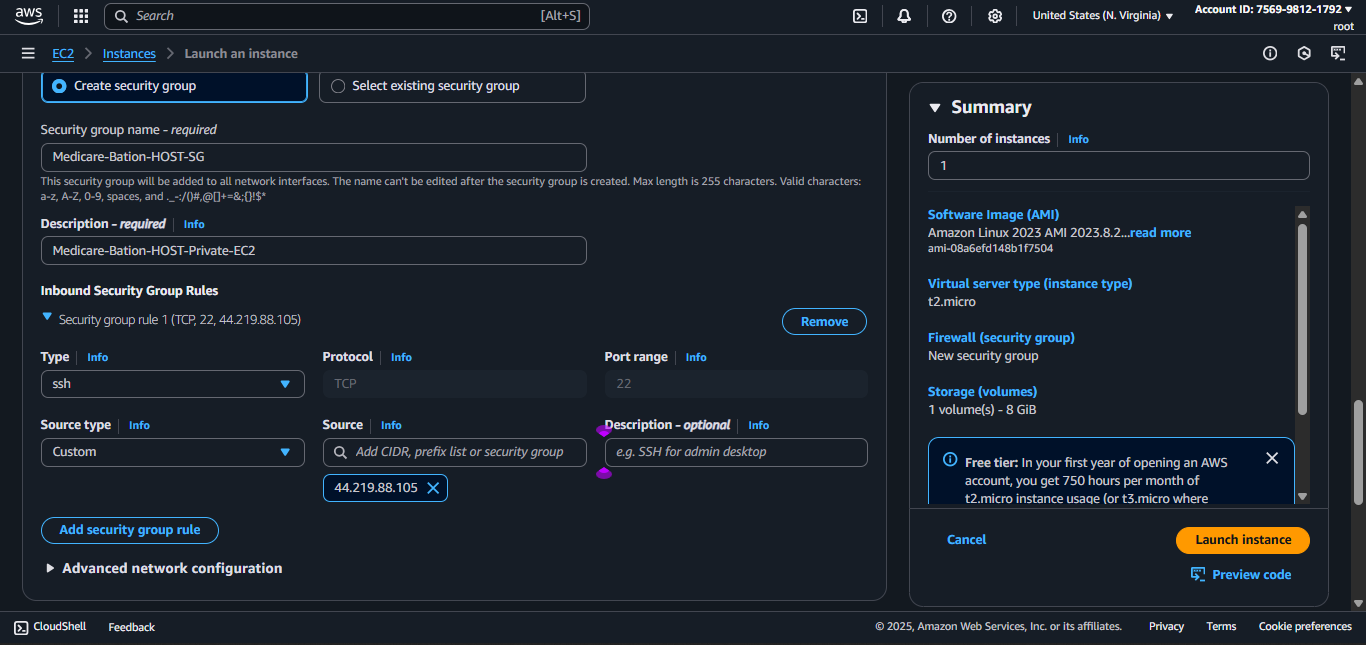 aws
Search [Alt+S]
United States (N. Virginia)
Account ID: 7569-9812-1792
root
EC2 Instances Launch an instance
Create security group
Select existing security group
Security group name - required
Medicare-Bation-HOST-SG
This security group will be added to all network interfaces. The name can't be edited after the security group is created. Max length is 255 characters. Valid characters:
a-z, A-Z, 0-9, spaces, and ._-:/()#,@[]+=&;{}!$*
Description - required Info
Medicare-Bation-HOST-Private-EC2
Inbound Security Group Rules
Security group rule 1 (TCP, 22, 44.219.88.105)
Remove
Type Info
Protocol Info
Port range Info
ssh
TCP
22
Source type Info
Source Info
Description - optional Info
Custom
Add CIDR, prefix list or security group
e.g. SSH for admin desktop
44.219.88.105
Add security group rule
Advanced network configuration
Summary
Number of instances Info
1
Software Image (AMI)
Amazon Linux 2023 AMI 2023.8.2...read more
ami-08a6efd148b1f7504
Virtual server type (instance type)
t2.micro
Firewall (security group)
New security group
Storage (volumes)
1 volume(s) - 8 GiB
Free tier: In your first year of opening an AWS
account, you get 750 hours per month of
t2.micro instance usage (or t3.micro where
Cancel
Launch instance
Preview code
CloudShell Feedback
© 2025, Amazon Web Services, Inc. or its affiliates. Privacy Terms Cookie preferences